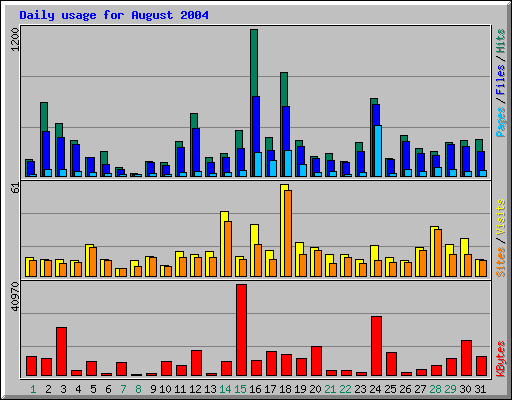 Daily usage for August 2004
1200
Pages / Files / Hits
61
Sites / Visits
40970
KBytes
1 2 3 4 5 6 7 8 9 10 11 12 13 14 15 16 17 18 19 20 21 22 23 24 25 26 27 28 29 30 31